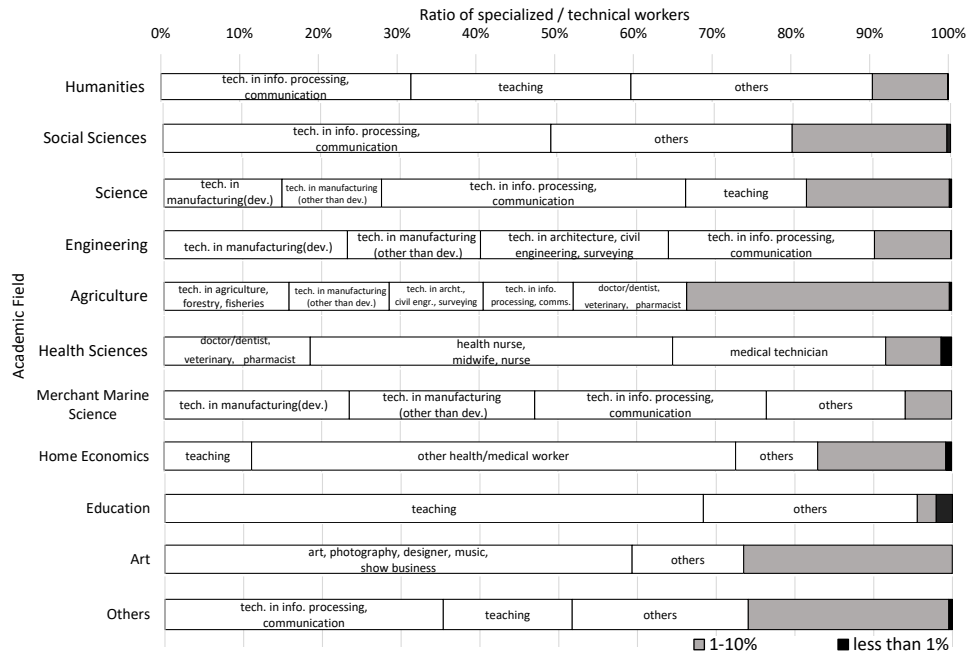 Ratio of specialized / technical workers
0% 10% 20% 30% 40% 50% 60% 70% 80% 90% 100%
Academic Field
Humanities
tech. in info. processing,
communication
teaching
others
Social Sciences
tech. in info. processing,
communication
others
Science
tech. in
manufacturing(dev.)
tech. in manufacturing
(other than dev.)
tech. in info. processing,
communication
teaching
Engineering
tech. in manufacturing(dev.)
tech. in manufacturing
(other than dev.)
tech. in architecture, civil
engineering, surveying
tech. in info. processing,
communication
Agriculture
tech. in agriculture,
forestry, fisheries
tech. in manufacturing
(other than dev.)
tech. in archt.,
civil engr., surveying
tech. in info.
processing, comms.
doctor/dentist,
veterinary, pharmacist
Health Sciences
doctor/dentist,
veterinary, pharmacist
health nurse,
midwife, nurse
medical technician
Merchant Marine
Science
tech. in manufacturing(dev.)
tech. in manufacturing
(other than dev.)
tech. in info. processing,
communication
others
Home Economics
teaching
other health/medical worker
others
Education
teaching
others
Art
art, photography, designer, music,
show business
others
Others
tech. in info. processing,
communication
teaching
others
1-10%
less than 1%